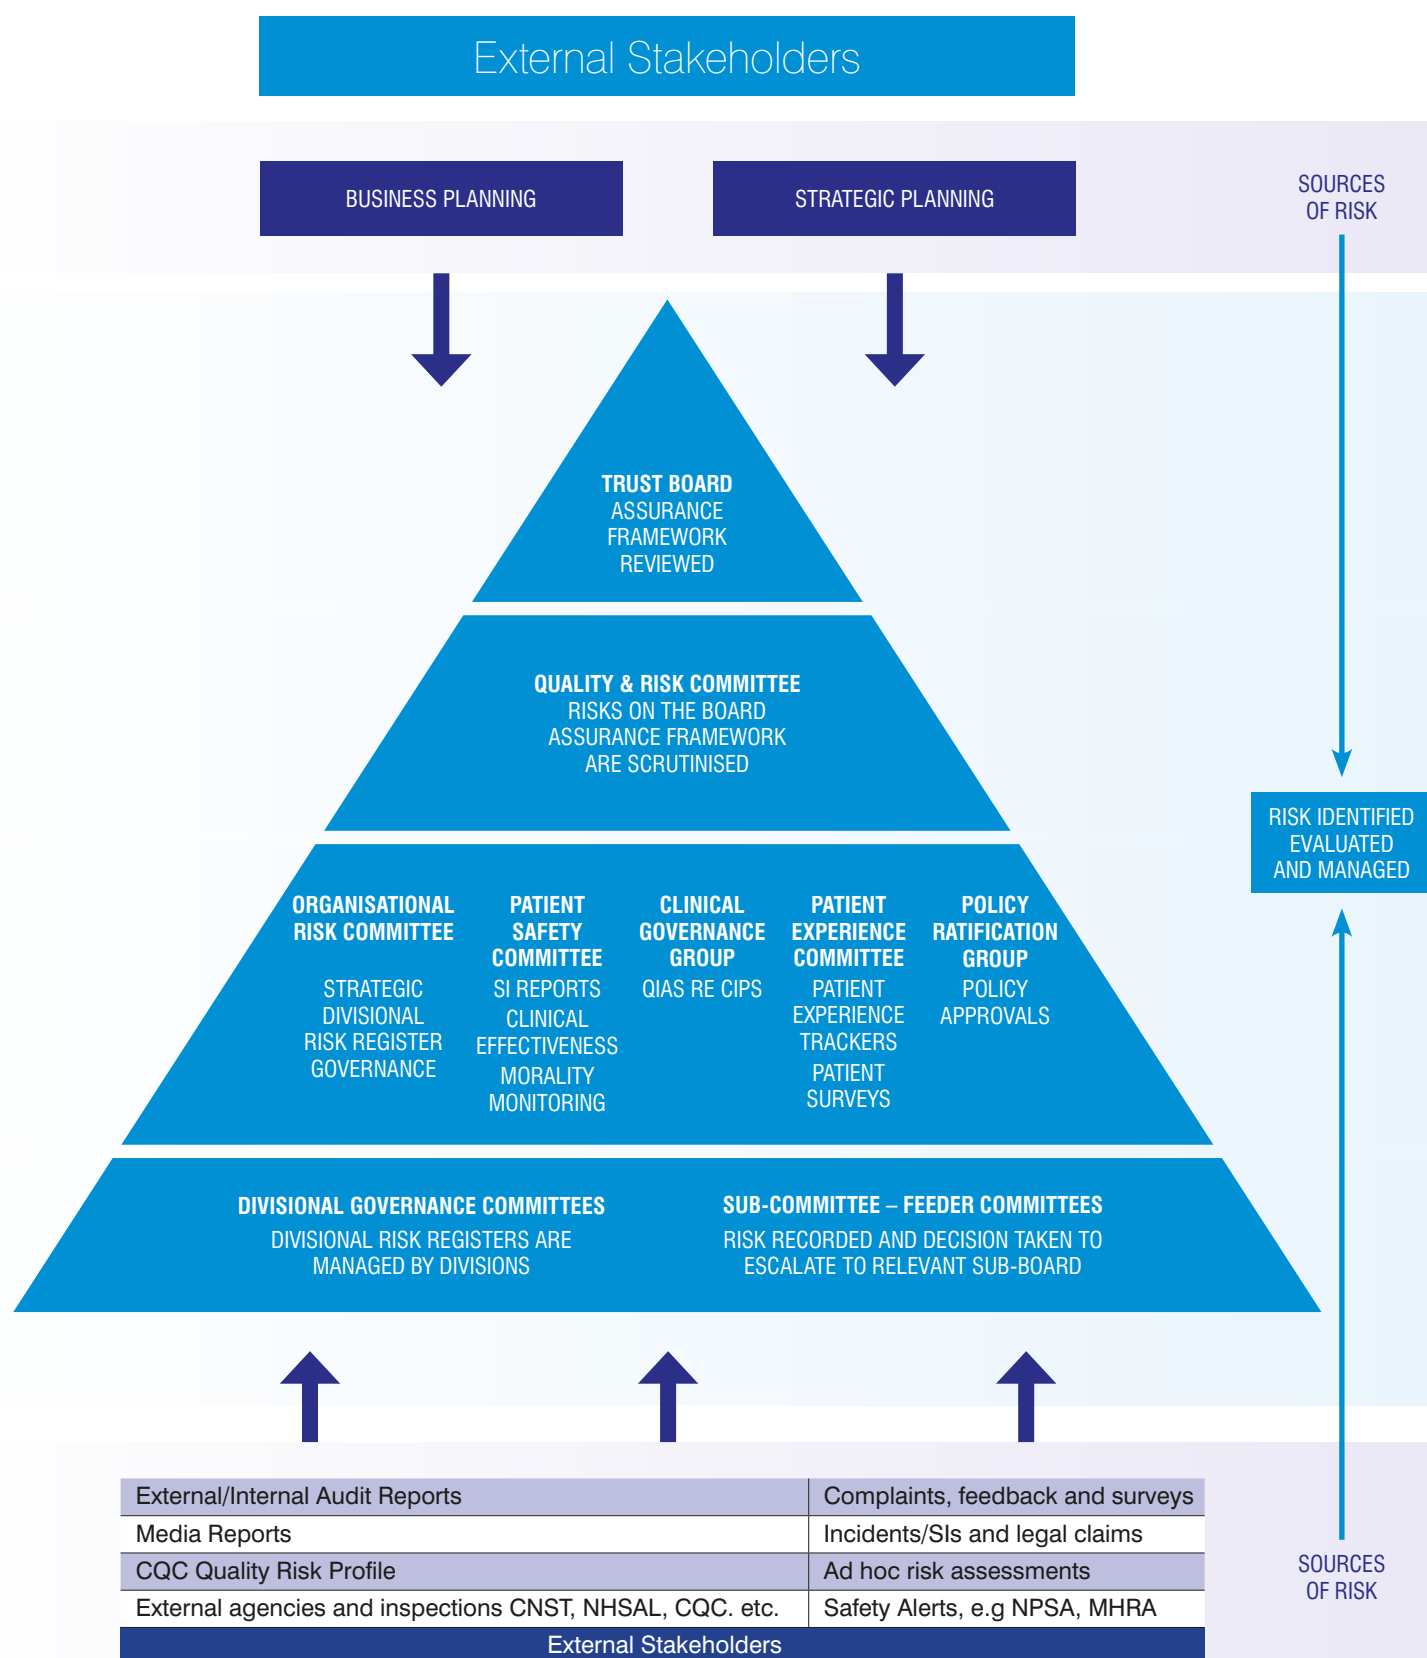 External Stakeholders
BUSINESS PLANNING
STRATEGIC PLANNING
SOURCES
OF RISK
TRUST BOARD
ASSURANCE
FRAMEWORK
REVIEWED
QUALITY & RISK COMMITTEE
RISKS ON THE BOARD
ASSURANCE FRAMEWORK
ARE SCRUTINISED
RISK IDENTIFIED
EVALUATED
AND MANAGED
ORGANISATIONAL
RISK COMMITTEE
STRATEGIC
DIVISIONAL
RISK REGISTER
GOVERNANCE
PATIENT
SAFETY
COMMITTEE
SI REPORTS
CLINICAL
EFFECTIVENESS
MORALITY
MONITORING
CLINICAL
GOVERNANCE
GROUP
QIAS RE CIPS
PATIENT
EXPERIENCE
COMMITTEE
PATIENT
EXPERIENCE
TRACKERS
PATIENT
SURVEYS
POLICY
RATIFICATION
GROUP
POLICY
APPROVALS
DIVISIONAL GOVERNANCE COMMITTEES
DIVISIONAL RISK REGISTERS ARE
MANAGED BY DIVISIONS
SUB-COMMITTEE – FEEDER COMMITTEES
RISK RECORDED AND DECISION TAKEN TO
ESCALATE TO RELEVANT SUB-BOARD
External/Internal Audit Reports
Complaints, feedback and surveys
Media Reports
Incidents/SIs and legal claims
CQC Quality Risk Profile
Ad hoc risk assessments
External agencies and inspections CNST, NHSAL, CQC. etc.
Safety Alerts, e.g NPSA, MHRA
External Stakeholders
SOURCES
OF RISK